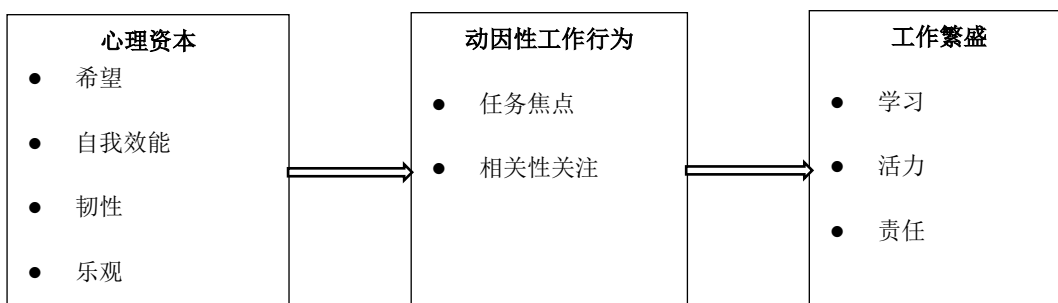 心理资本
● 希望
● 自我效能
● 韧性
● 乐观
动因性工作行为
● 任务焦点
● 相关性关注
工作繁盛
● 学习
● 活力
● 责任